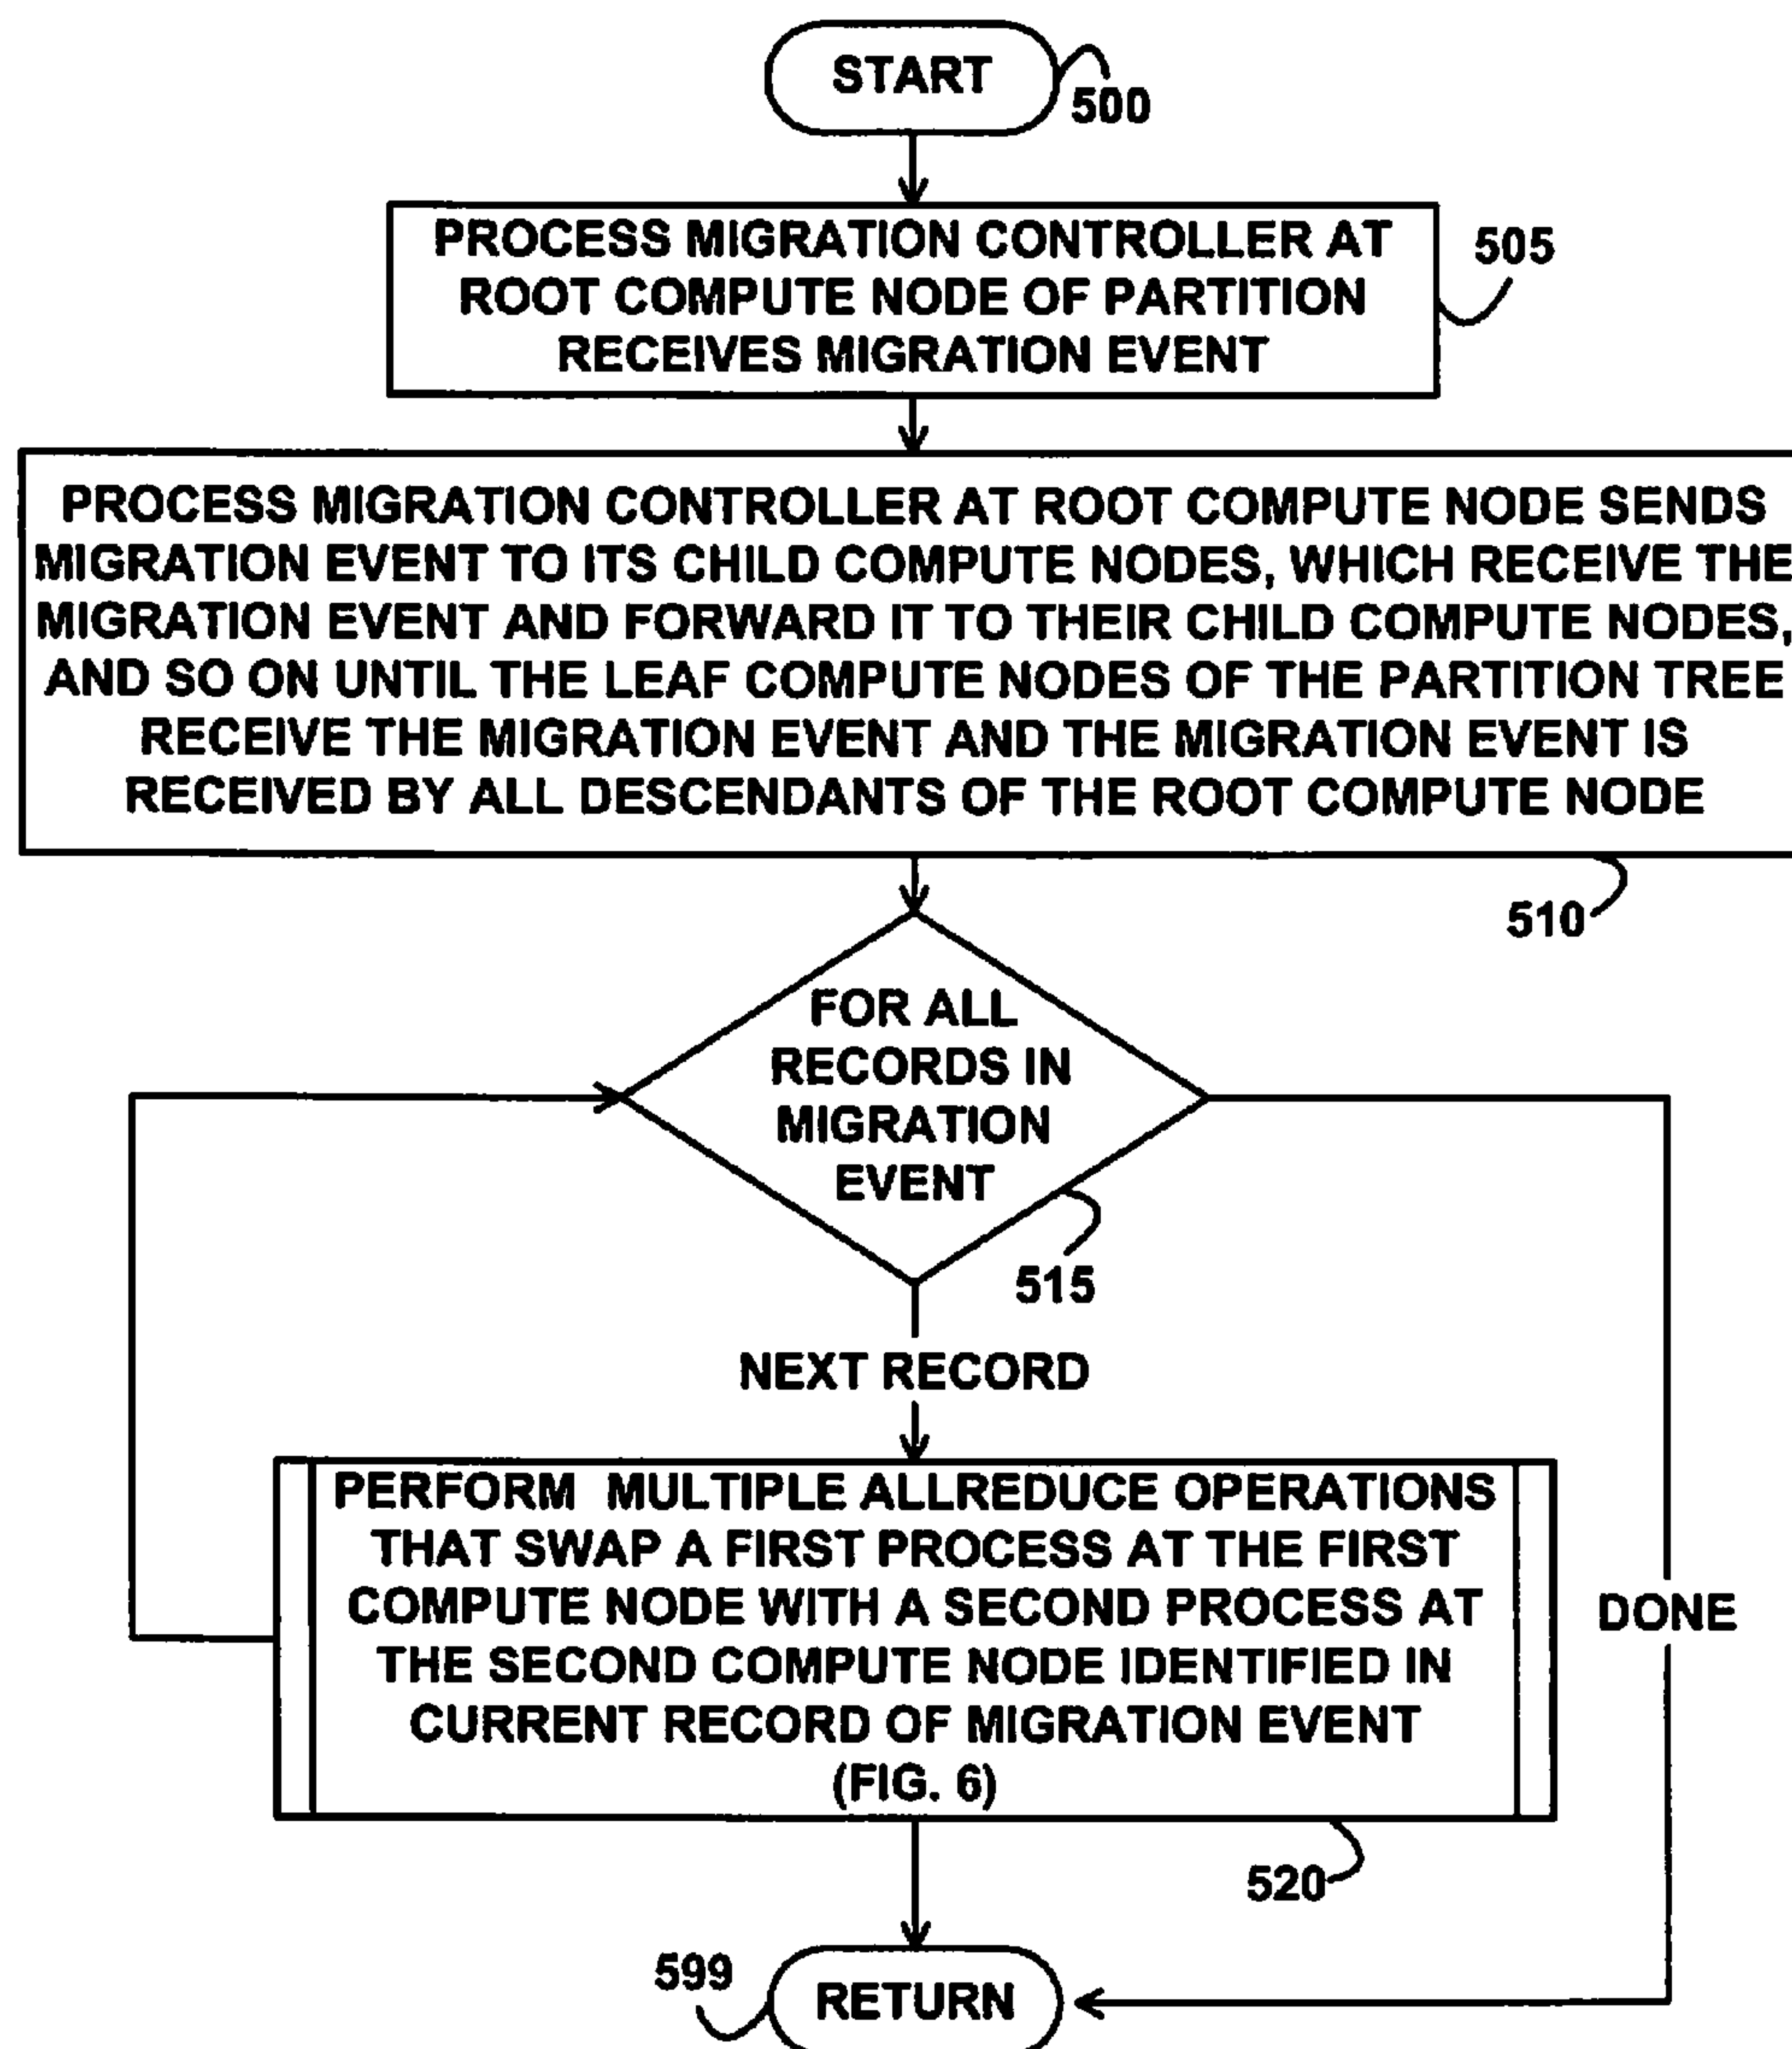 START
500
PROCESS MIGRATION CONTROLLER AT
ROOT COMPUTE NODE OF PARTITION
RECEIVES MIGRATION EVENT
505
PROCESS MIGRATION CONTROLLER AT ROOT COMPUTE NODE SENDS
MIGRATION EVENT TO ITS CHILD COMPUTE NODES, WHICH RECEIVE THE
MIGRATION EVENT AND FORWARD IT TO THEIR CHILD COMPUTE NODES,
AND SO ON UNTIL THE LEAF COMPUTE NODES OF THE PARTITION TREE
RECEIVE THE MIGRATION EVENT AND THE MIGRATION EVENT IS
RECEIVED BY ALL DESCENDANTS OF THE ROOT COMPUTE NODE
510
FOR ALL
RECORDS IN
MIGRATION
EVENT
515
NEXT RECORD
PERFORM MULTIPLE ALLREDUCE OPERATIONS
THAT SWAP A FIRST PROCESS AT THE FIRST
COMPUTE NODE WITH A SECOND PROCESS AT
THE SECOND COMPUTE NODE IDENTIFIED IN
CURRENT RECORD OF MIGRATION EVENT
(FIG. 6)
DONE
520
599
RETURN